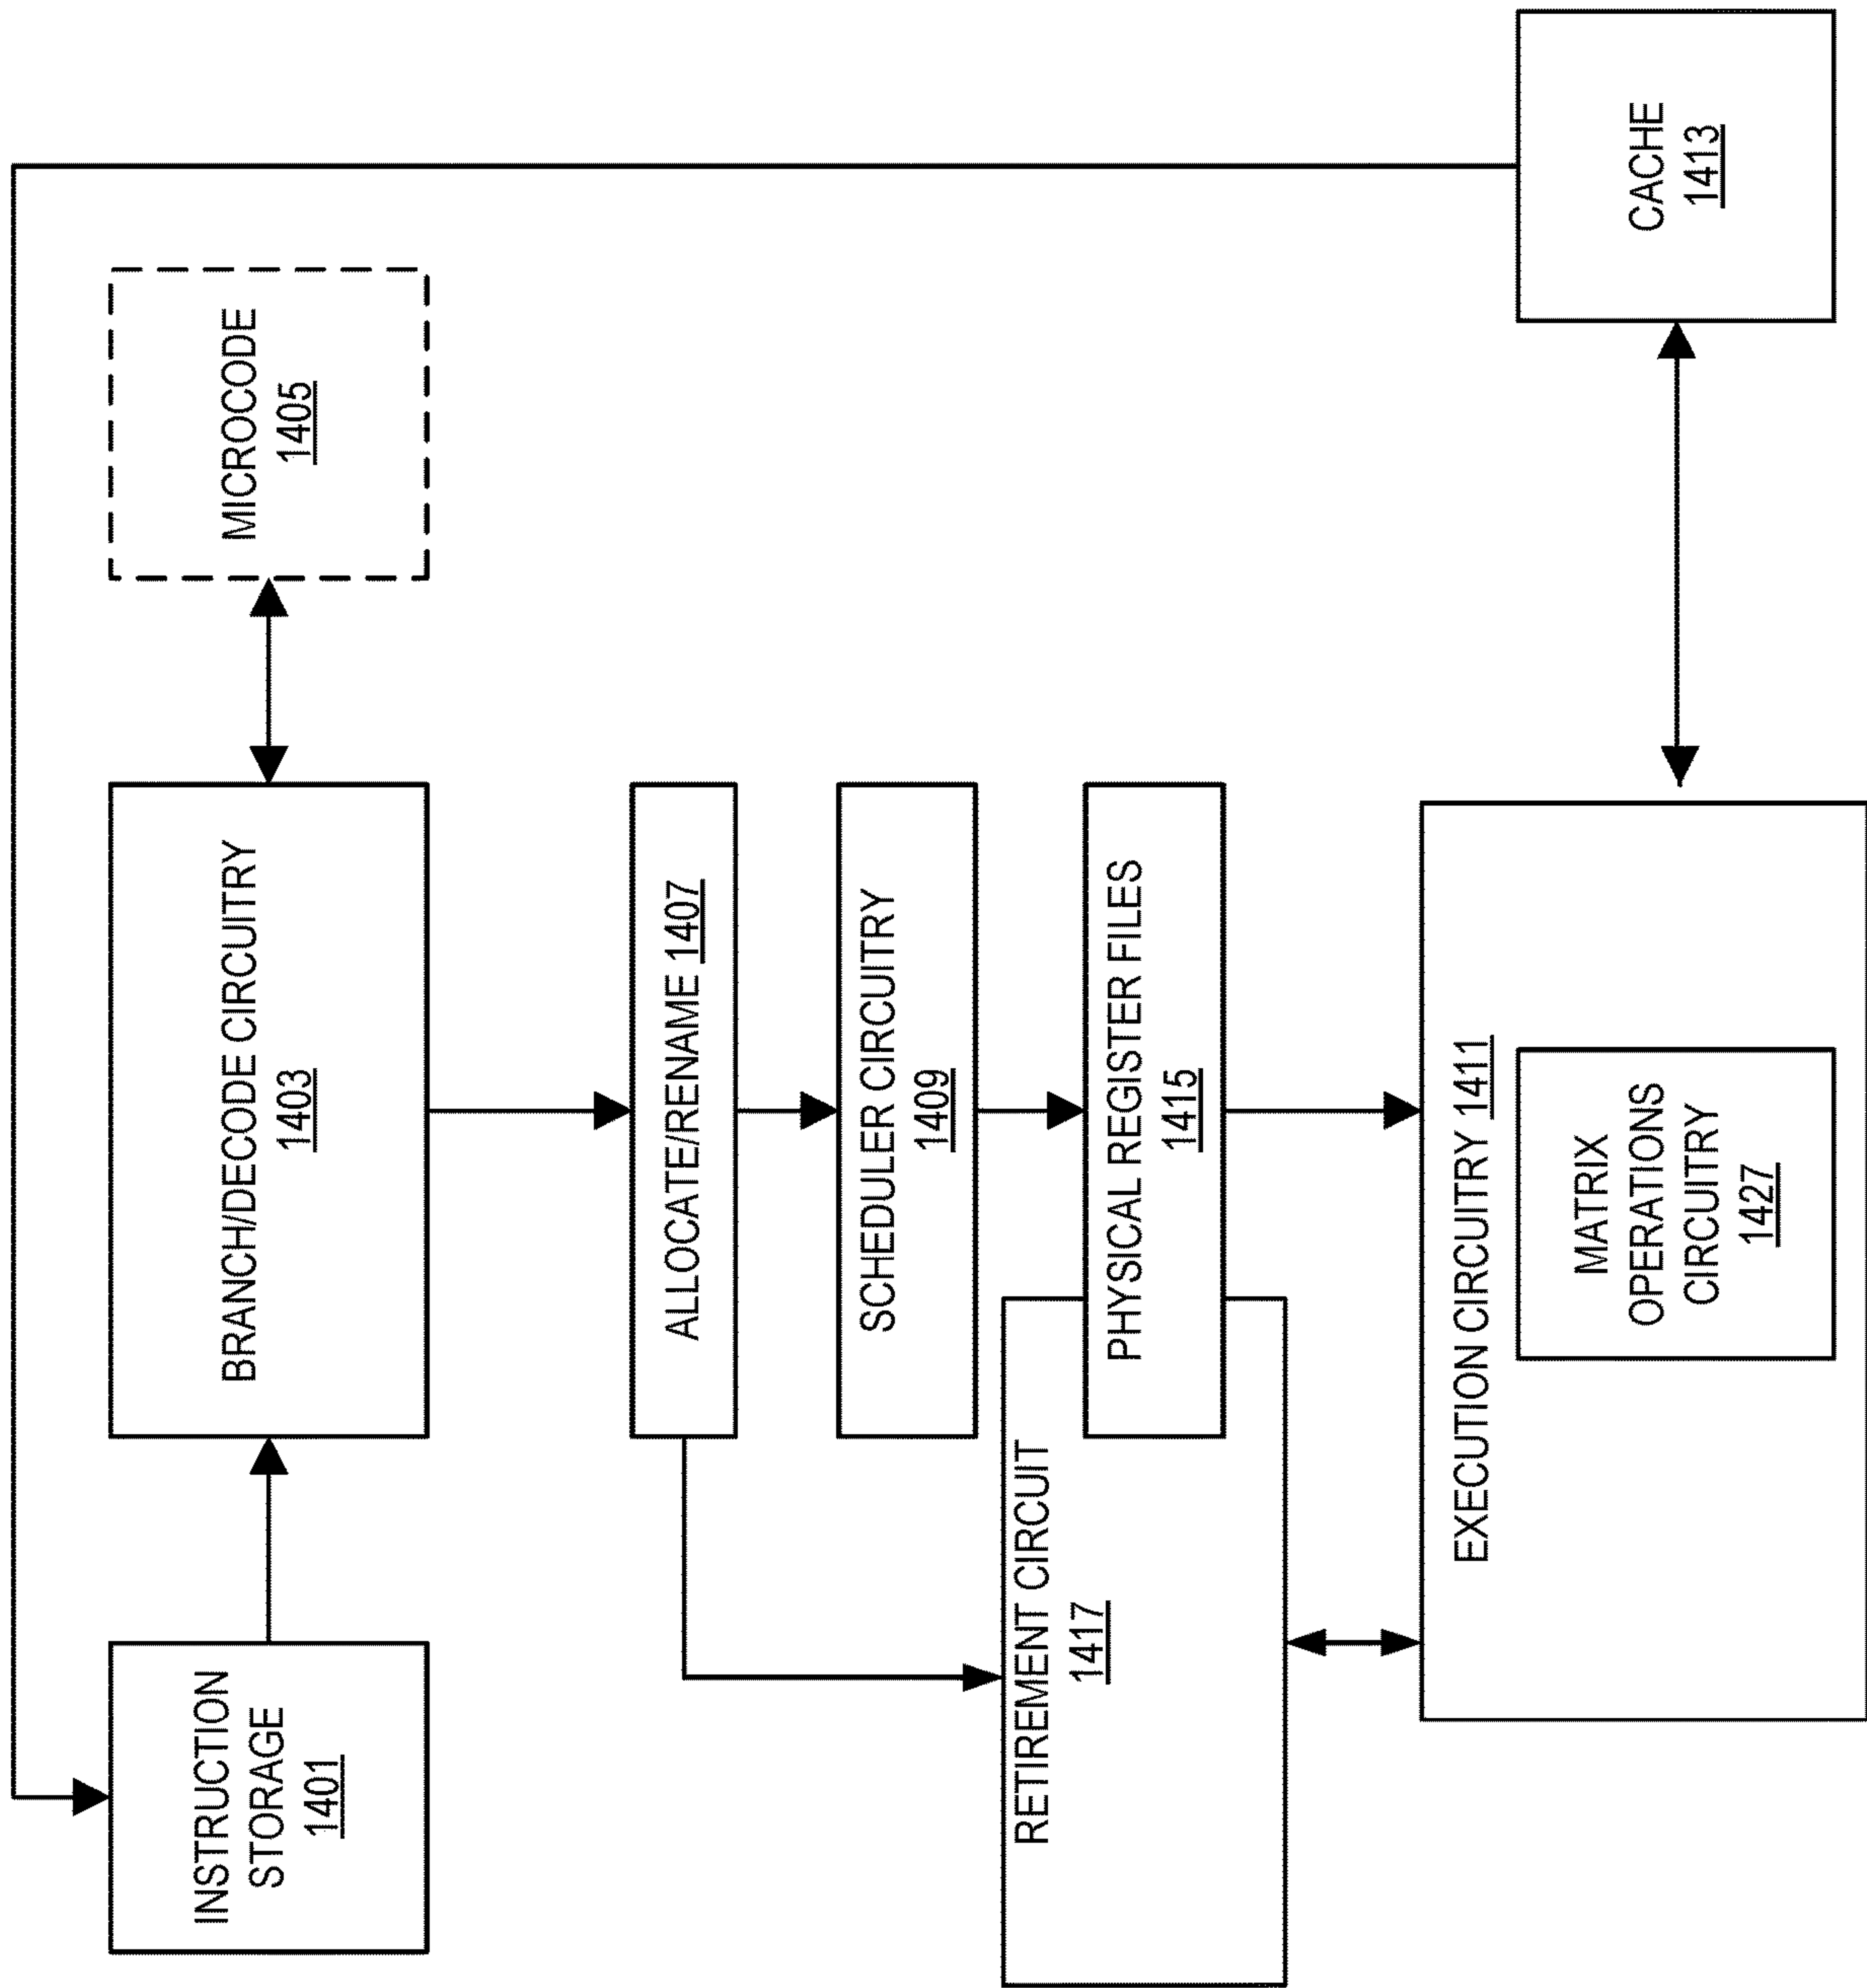 INSTRUCTION
STORAGE
1401
BRANCH/DECODE CIRCUITRY
1403
MICROCODE
1405
ALLOCATE/RENAME 1407
SCHEDULER CIRCUITRY
1409
RETIREMENT CIRCUIT
1417
PHYSICAL REGISTER FILES
1415
EXECUTION CIRCUITRY 1411
MATRIX
OPERATIONS
CIRCUITRY
1427
CACHE
1413